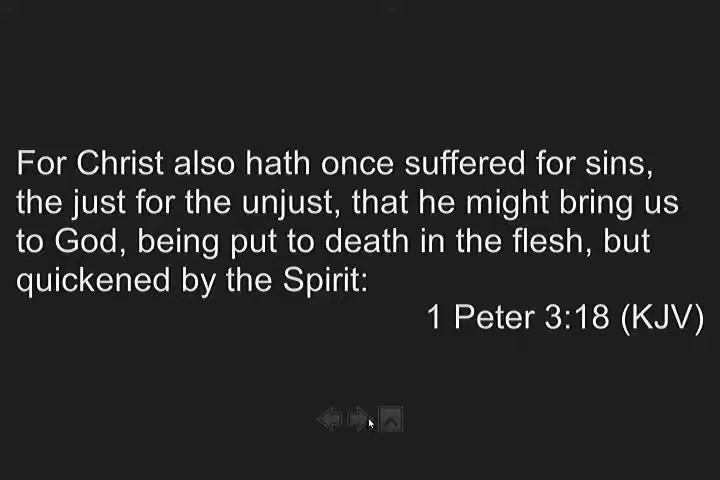 For Christ also hath once suffered for sins,
the just for the unjust, that he might bring us
to God, being put to death in the flesh, but
quickened by the Spirit:
1 Peter 3:18 (KJV)